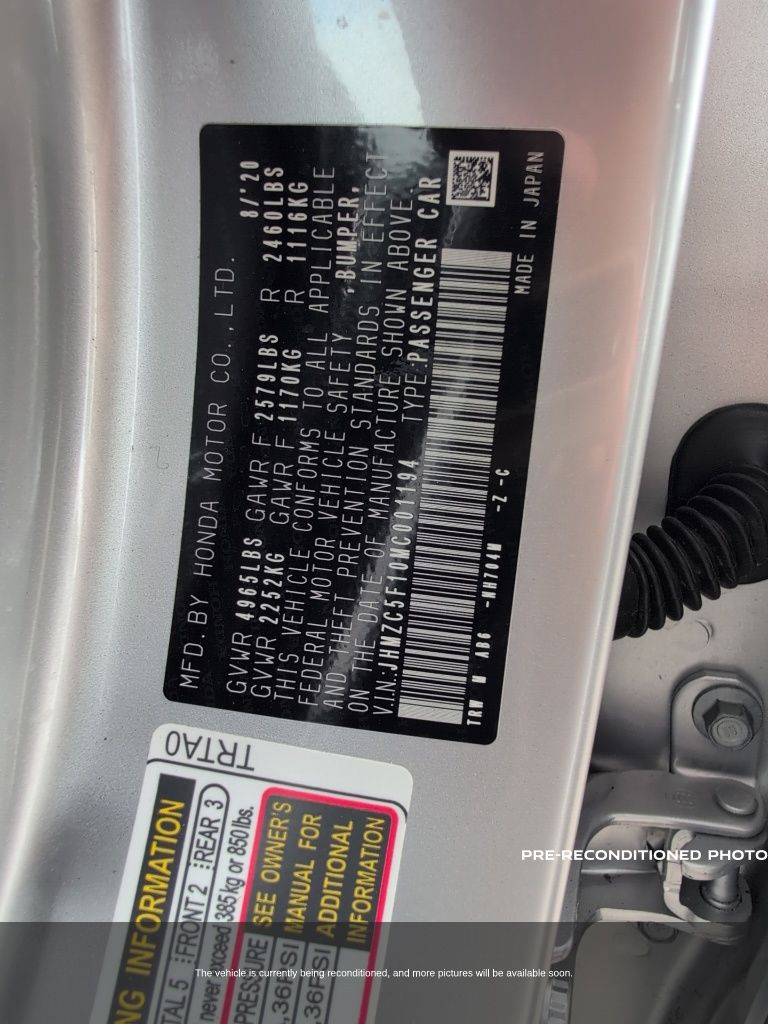 MFD.BY HONDA MOTOR CO.,LTD. 8/'20
GVWR 4965LBS GAWR F 2579LBS R 2460LBS
GVWR 2252KG GAWR F 1170KG R 1116KG
THIS VEHICLE CONFORMS TO ALL APPLICABLE
FEDERAL MOTOR VEHICLE SAFETY ,BUMPER,
AND THEFT PREVENTION STANDARDS IN EFFECT
ON THE DATE OF MANUFACTURE SHOWN ABOVE.
V.I.N:JHMZC5F10MC001194 TYPE:PASSENGER CAR
TRW M AB6 -NH704M -Z -C
MADE IN JAPAN
TRTA0
NG INFORMATION
TAL 5 FRONT 2 REAR 3
never exceed 385 kg or 850 lbs.
PRESSURE
,36PSI
,36PSI
SEE OWNER'S
MANUAL FOR
ADDITIONAL
INFORMATION
PRE-RECONDITIONED PHOTO
The vehicle is currently being reconditioned, and more pictures will be available soon.